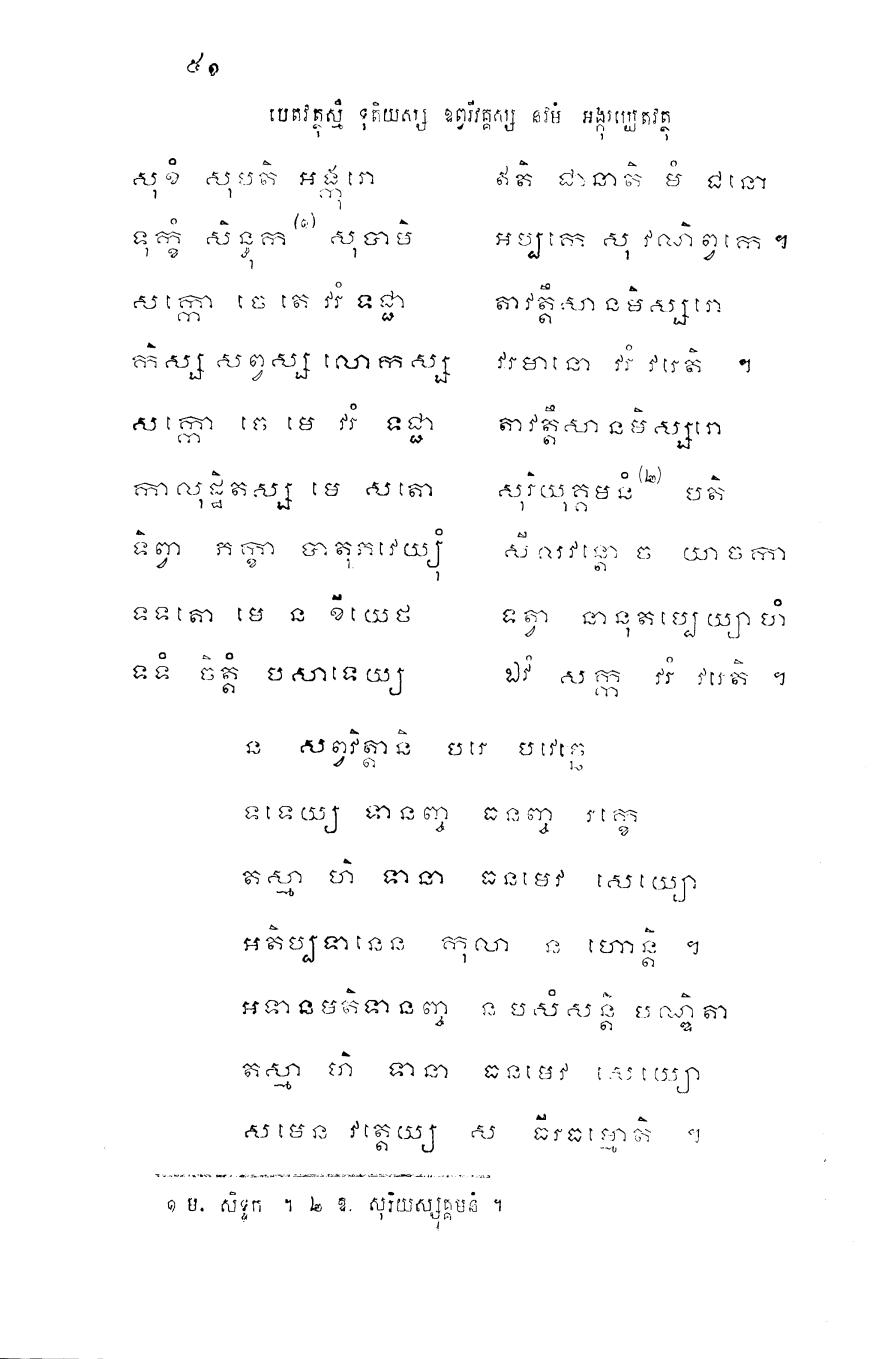 ៥១
បេតវត្ថុស្មឹ ទុតិយស្ស ឧព្វរីវគ្គស្ស នវមំ អង្កុរប្បេតវត្ថុ
សុខំ សុបតិ អង្កុរោ ឥតិ ជានាតិ មំ ជនោ
ទុក្ខំ សិន្ទុក(១) សុបាមិ អប្បកេ សុ វណិព្វកេ ។
សក្កោ ចេ តេ វរំ ទជ្ជា តាវត្តឹសានមិស្សរោ
កិស្ស សព្វស្ស លោកស្ស វរមានោ វរំ វរេតិ ។
សក្កោ ចេ មេ វរំ ទជ្ជា តាវត្តឹសានមិស្សរោ
កាលុដ្ឋិតស្ស មេ សតោ សុរិយុគ្គមនំ(២) បតិ
ទិព្វា ភក្ខា បាតុភវេយ្យុំ សីលវន្តោ ច យាចកា
ទទតោ មេ ន ខីយេថ ទត្វា នានុតប្បេយ្យាហំ
ទទំ ចិត្តំ បសាទេយ្យ ឯវំ សក្ក វរំ វរេតិ ។
ន សព្វវិត្តានិ បរេ បវេច្ឆេ
ទទេយ្យ ទានញ្ច ធនញ្ច រក្ខេ
តស្មា ហិ ទានា ធនមេវ សេយ្យោ
អតិប្បទានេន កុលា ន ហោន្តិ ។
អទានមតិទានញ្ច ន បសំសន្តិ បណ្ឌិតា
តស្មា ហិ ទានា ធនមេវ សេយ្យោ
សមេន វត្តេយ្យ ស ធីរធម្មោតិ ។
១ ម. សិទ្ទក ។ ២ ឱ. សុរិយស្សុគ្គមនំ ។